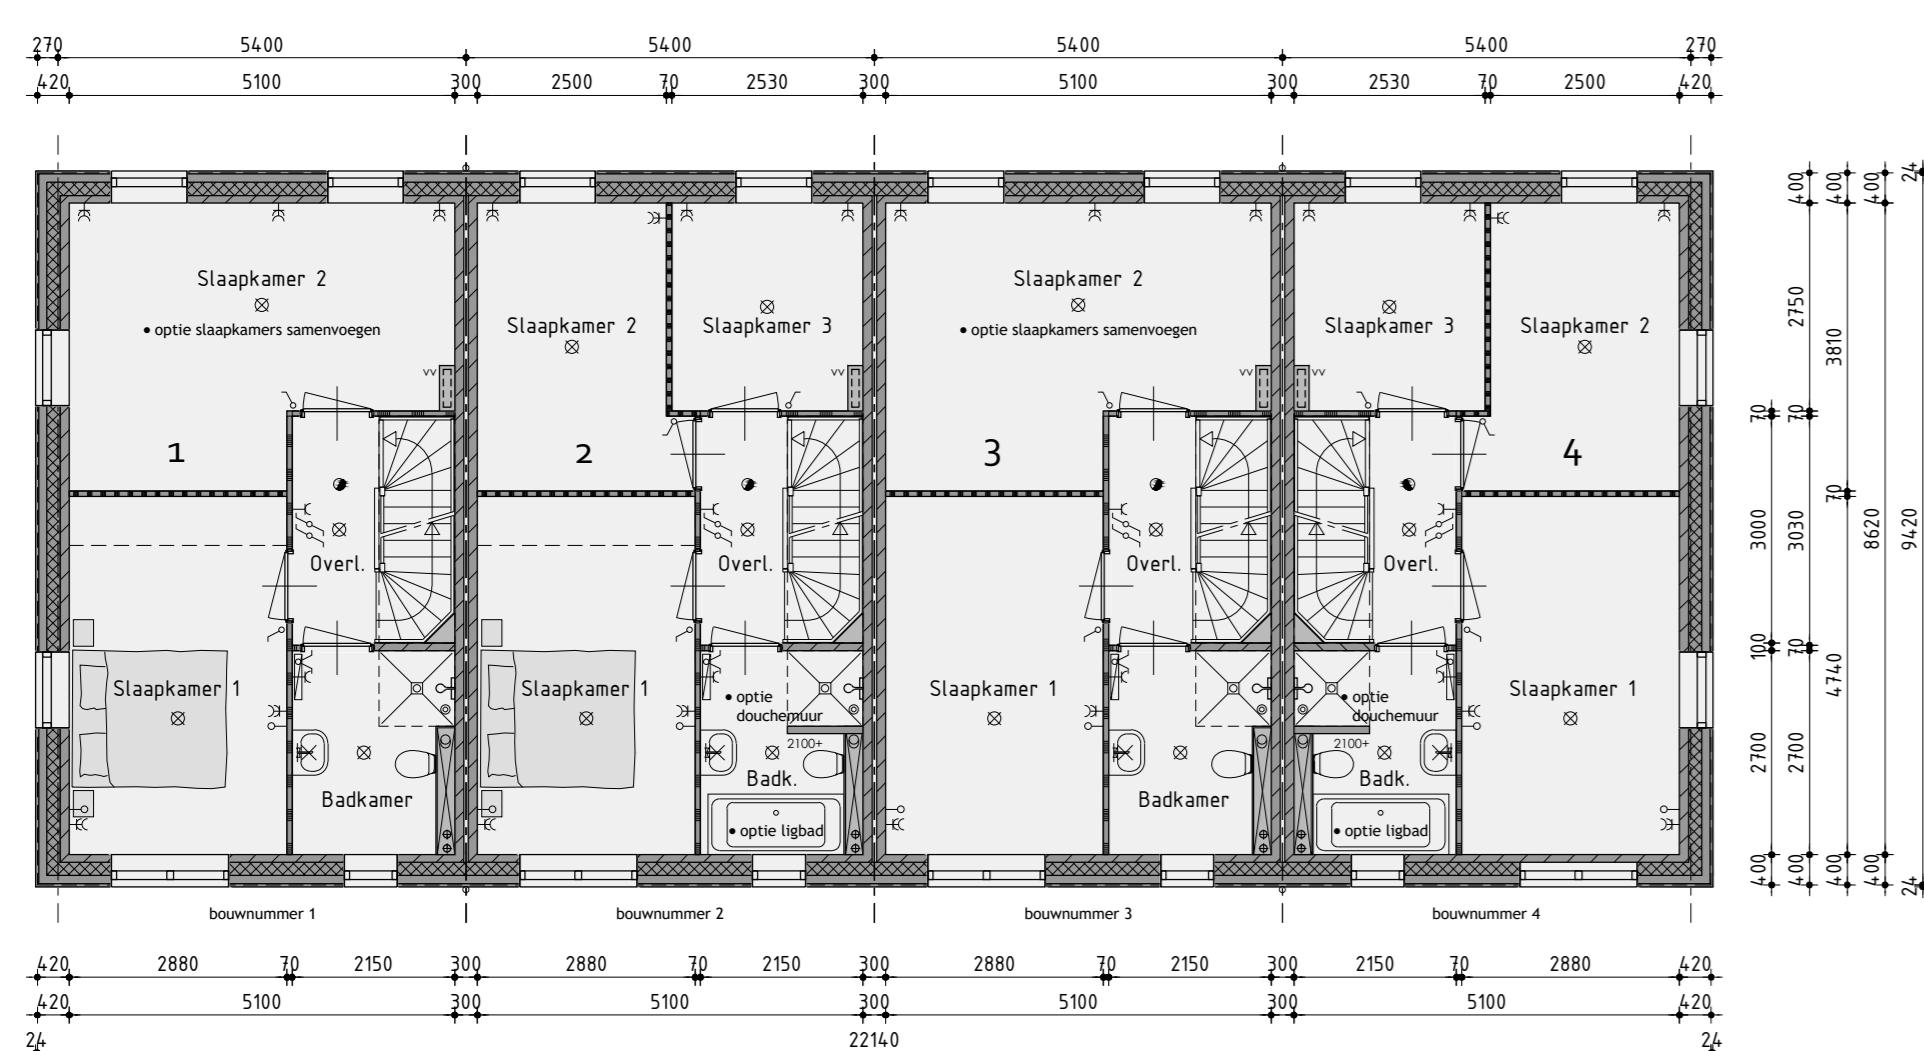 270 5400 5400 5400 5400 270
420 5100 300 2500 70 2530 300 5100 300 2530 70 2500 420
24
400 400 400
Slaapkamer 2
Slaapkamer 2
• optie slaapkamers samenvoegen
• optie slaapkamers samenvoegen
Slaapkamer 2 Slaapkamer 3
Slaapkamer 3 Slaapkamer 2
2750
3810
vv vv vv vv
70 70
1 2 3 4
70
3000 3030 8620 9420
Overl. Overl. Overl. Overl.
100 70
4740
Slaapkamer 1 Slaapkamer 1 Slaapkamer 1 Slaapkamer 1
• optie
douchemuur
• optie
douchemuur
2100+ 2100+
2700 2700
Badkamer Badk. Badkamer Badk.
• optie ligbad • optie ligbad
400 400 400 400
24
bouwnummer 1 bouwnummer 2 bouwnummer 3 bouwnummer 4
420 2880 70 2150 300 2880 70 2150 300 2880 70 2150 300 2150 70 2880 420
420 5100 300 5100 300 5100 300 5100 420
24 22140 24